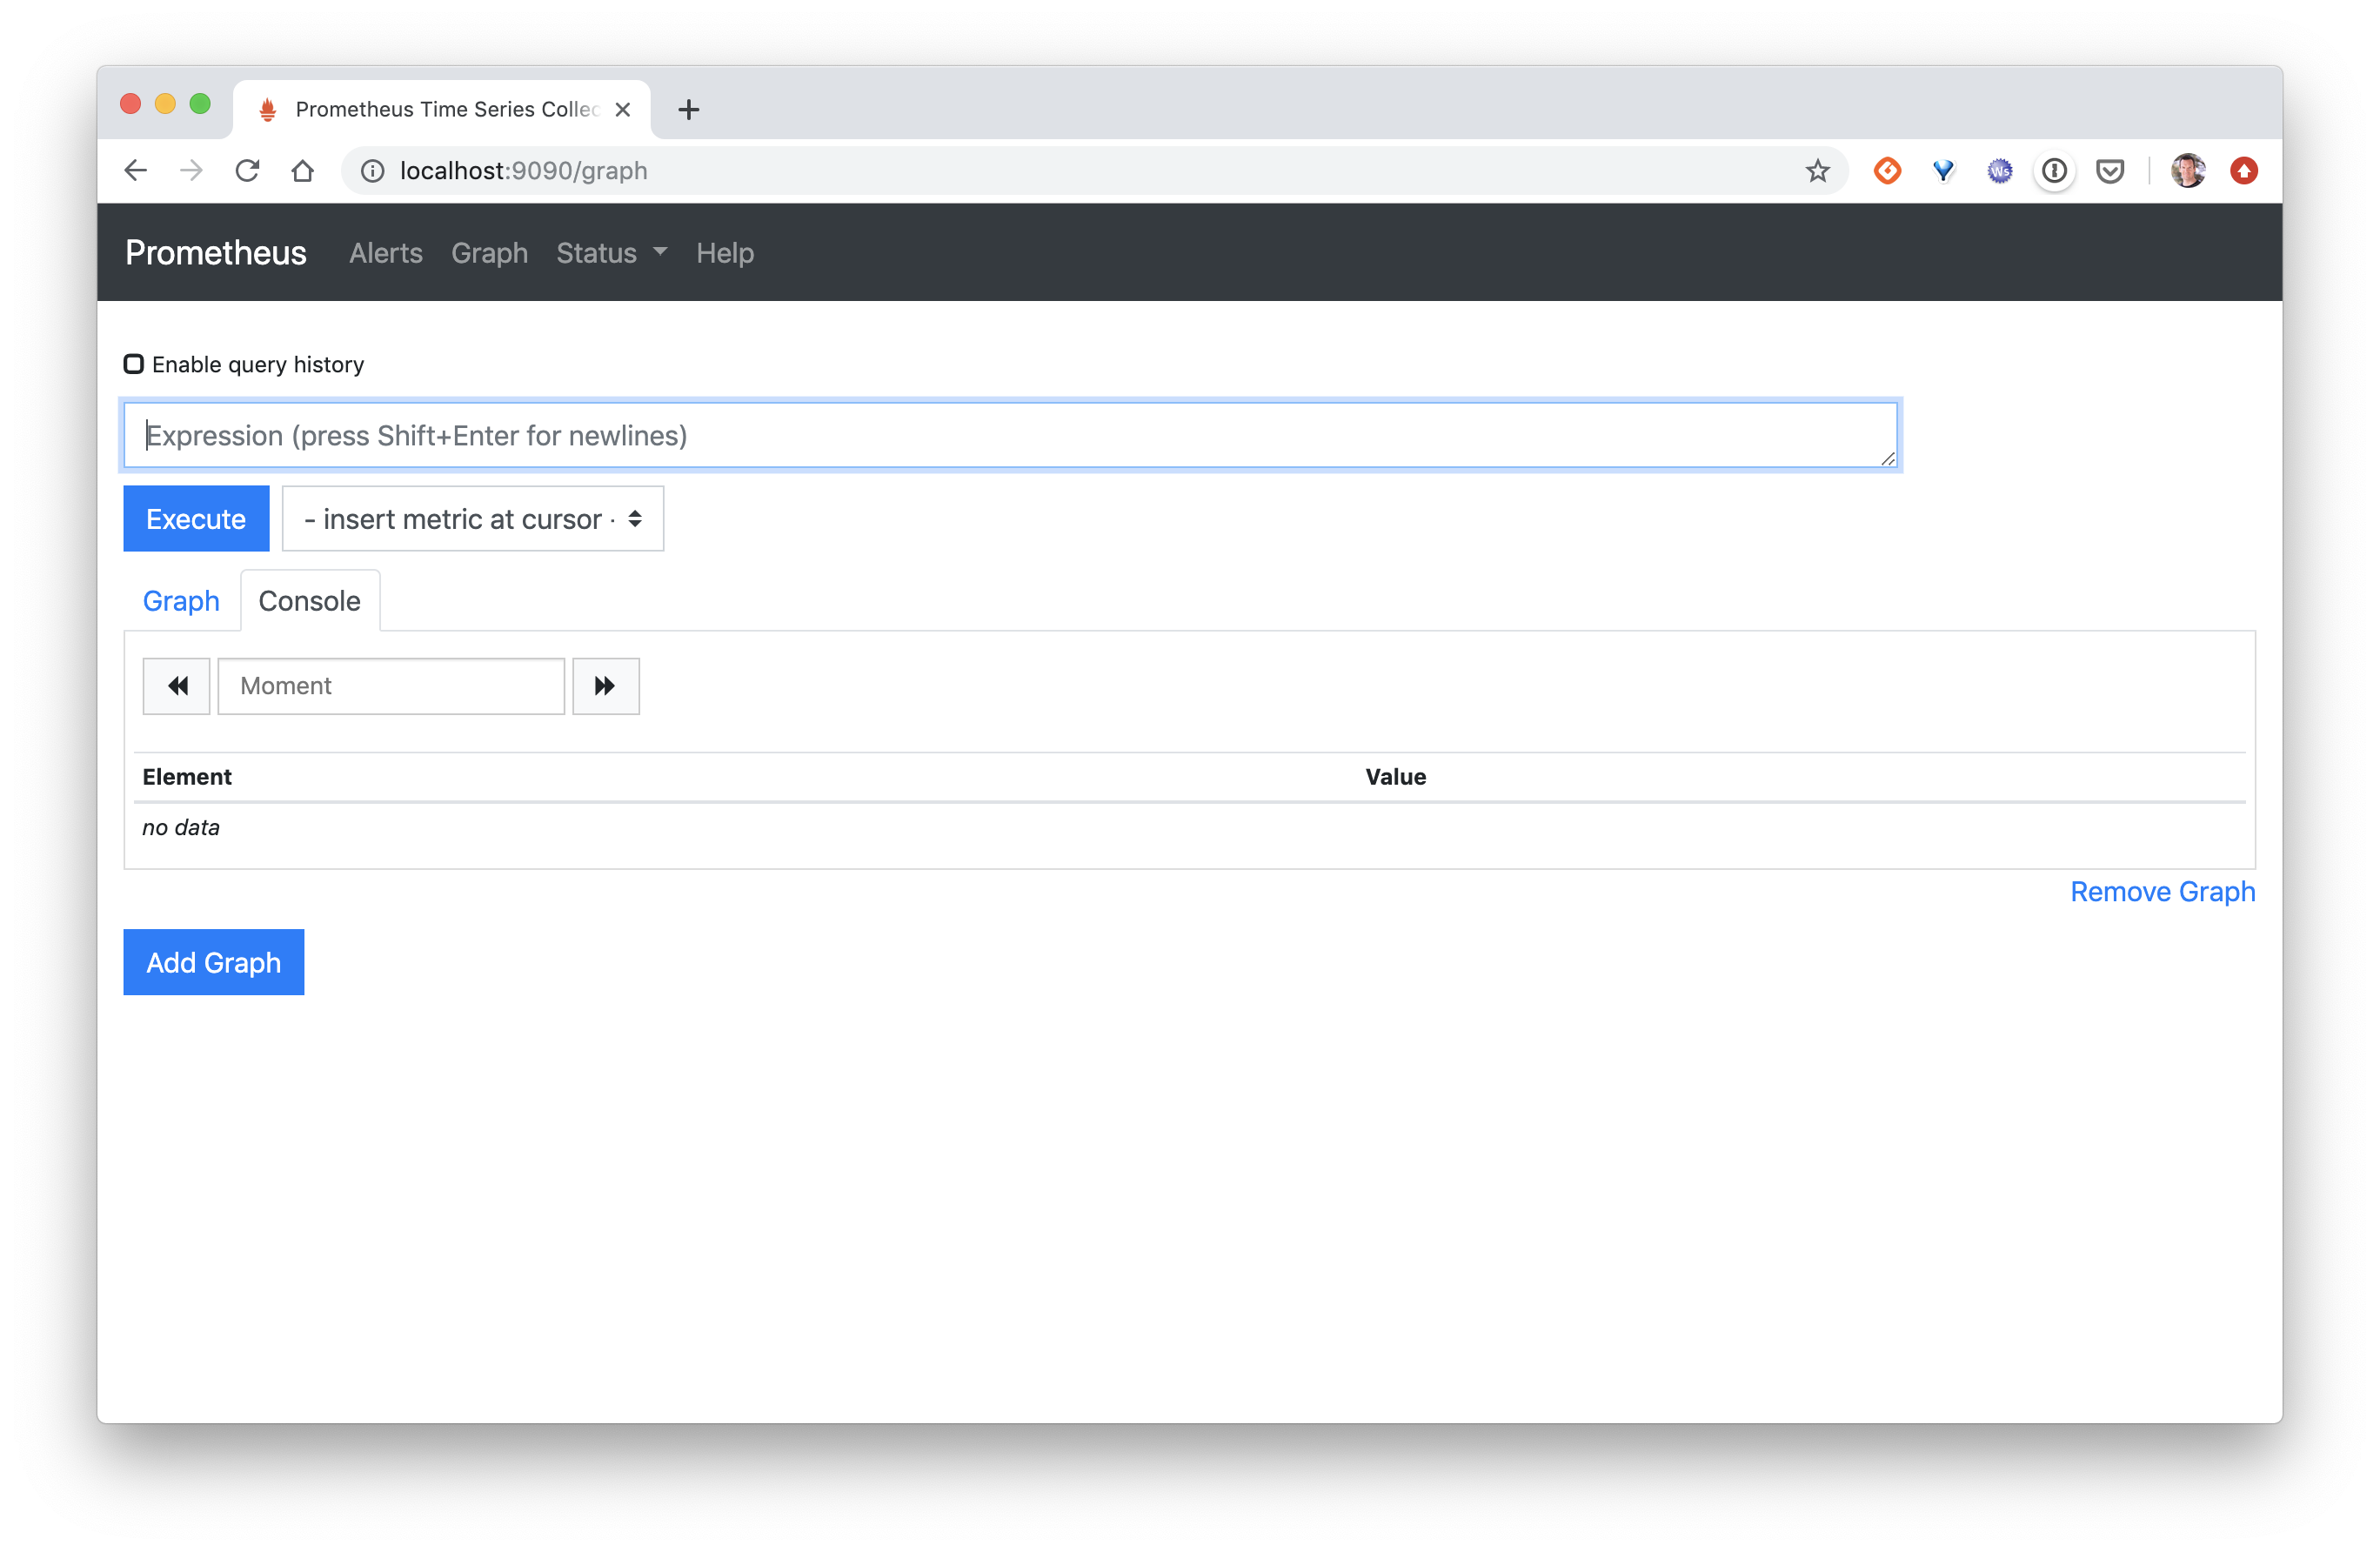 Prometheus Time Series Collec
localhost:9090/graph
Ws
Prometheus Alerts Graph Status Help
Enable query history
Expression (press Shift+Enter for newlines)
Execute - insert metric at cursor -
Graph Console
Moment
Element Value
no data
Remove Graph
Add Graph